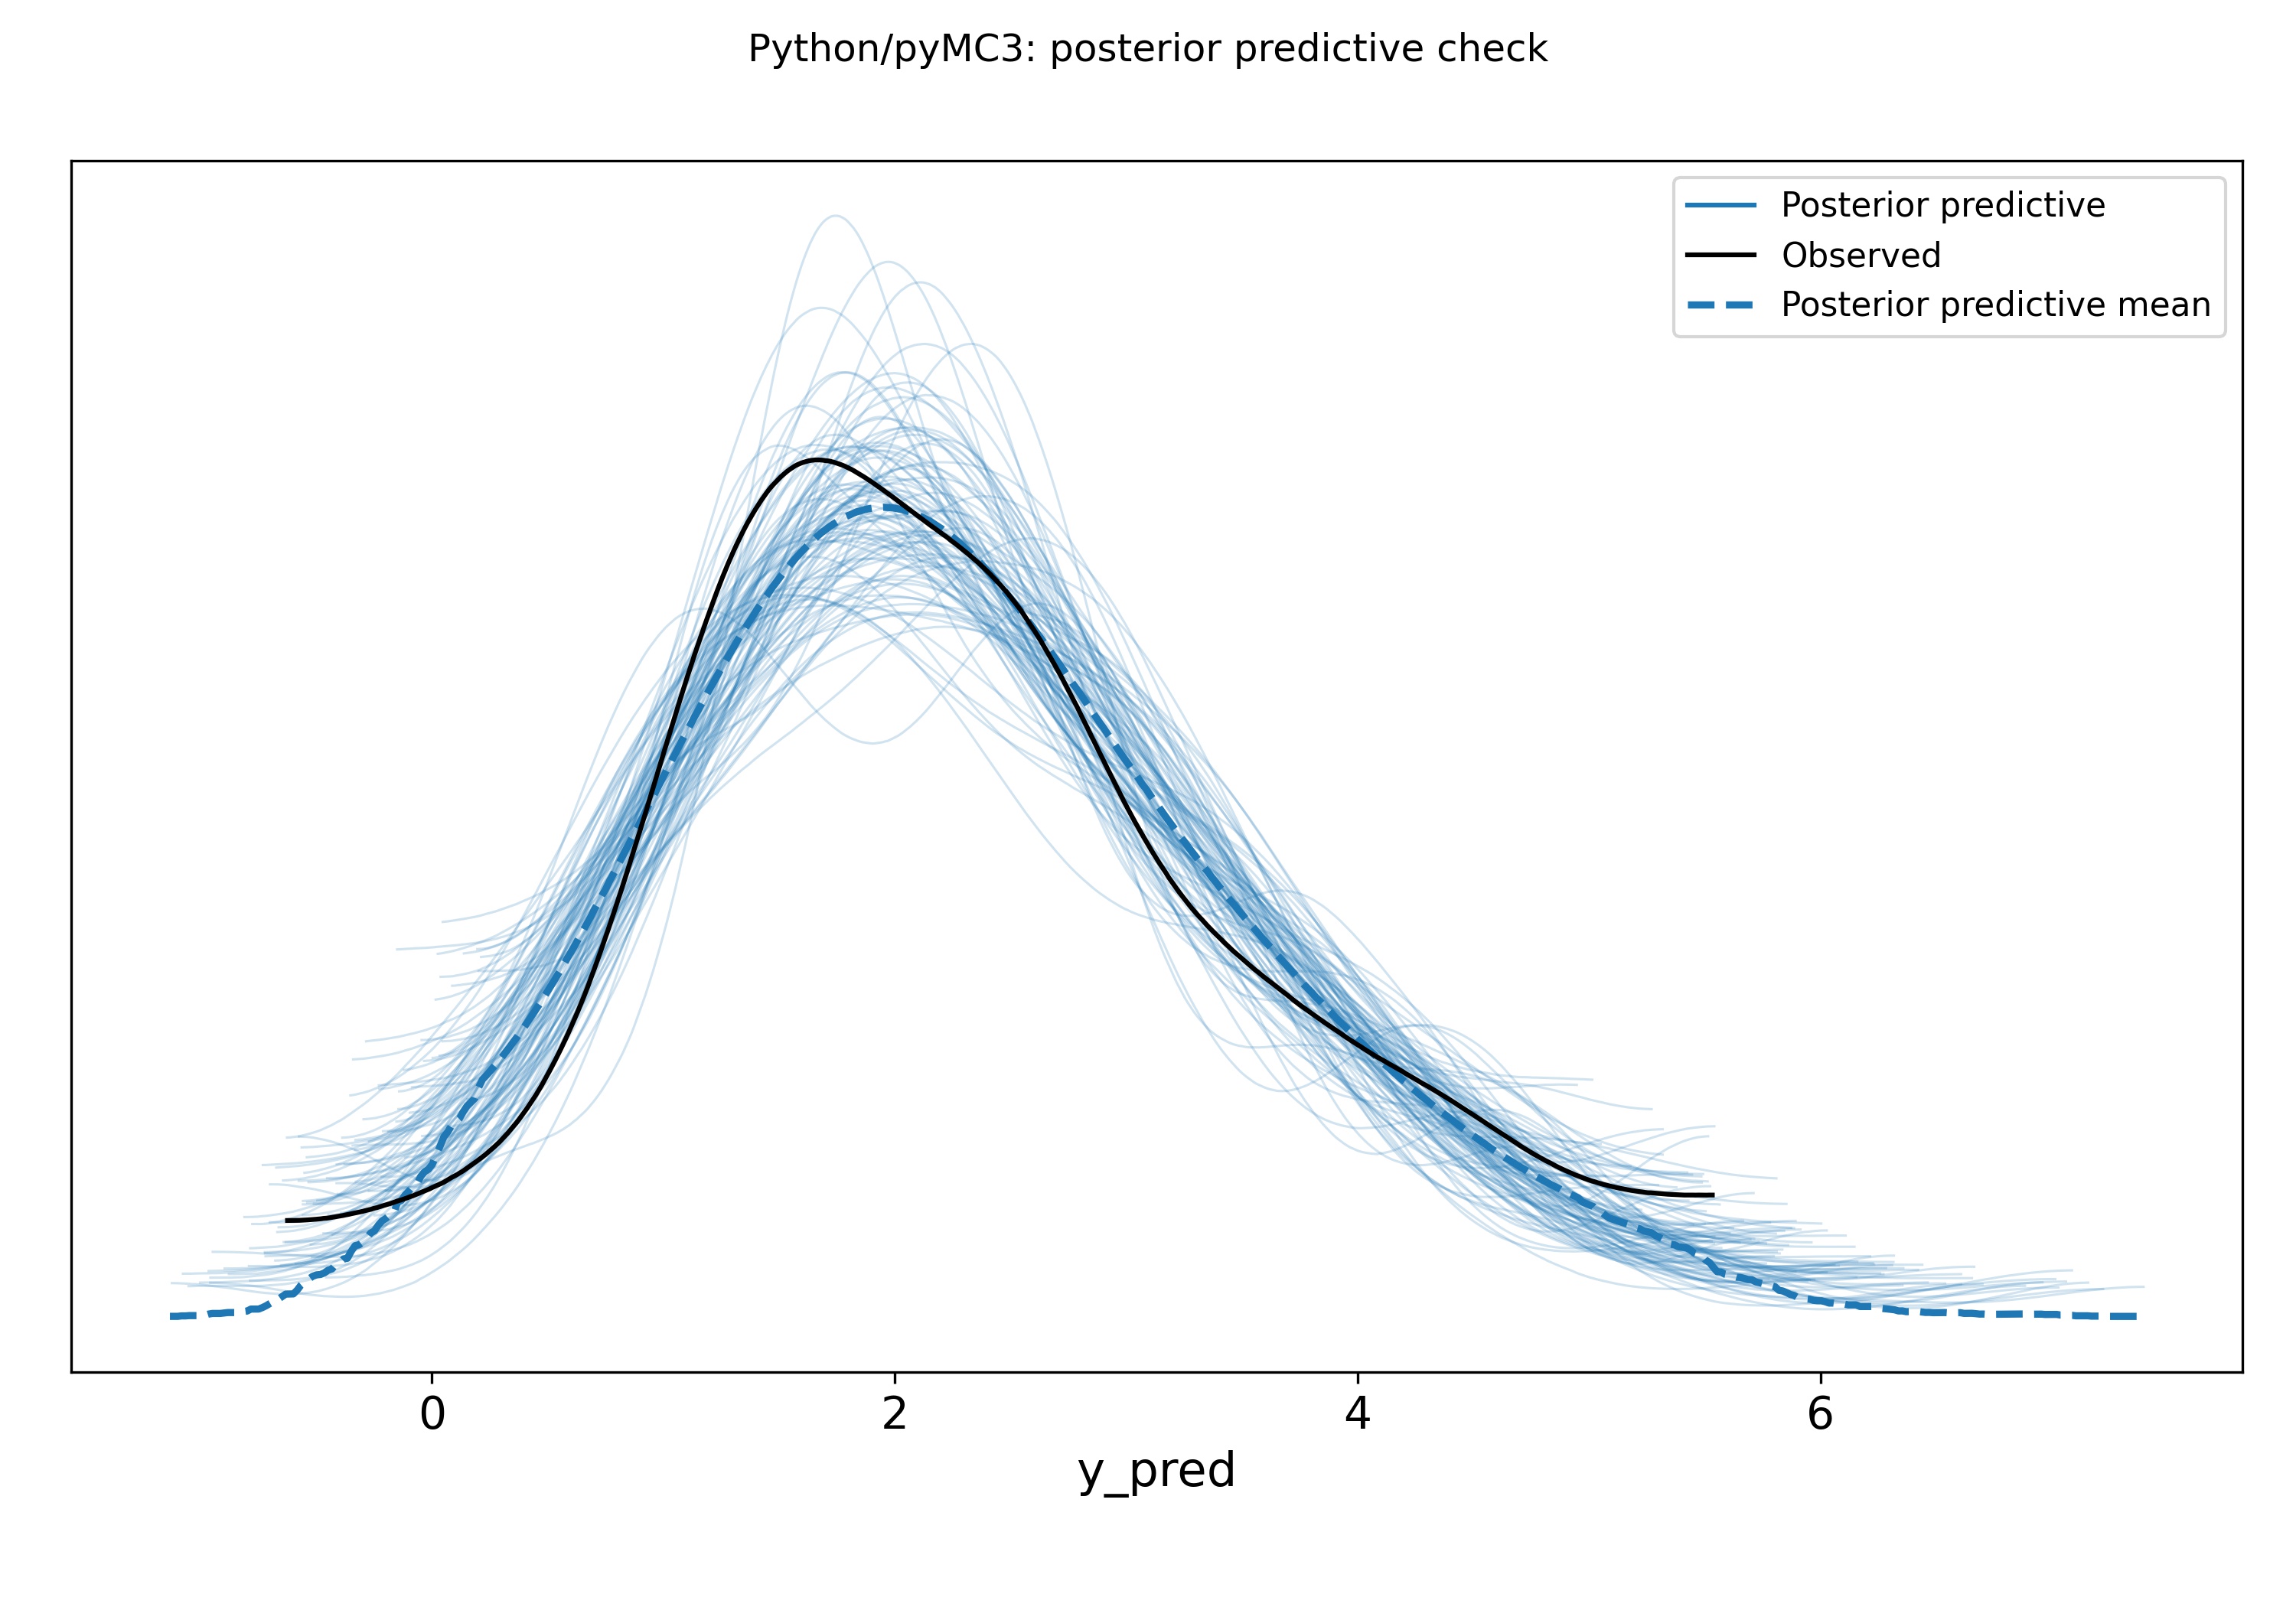 Python/pyMC3: posterior predictive check
Posterior predictive
Observed
Posterior predictive mean
0 2 4 6
y_pred